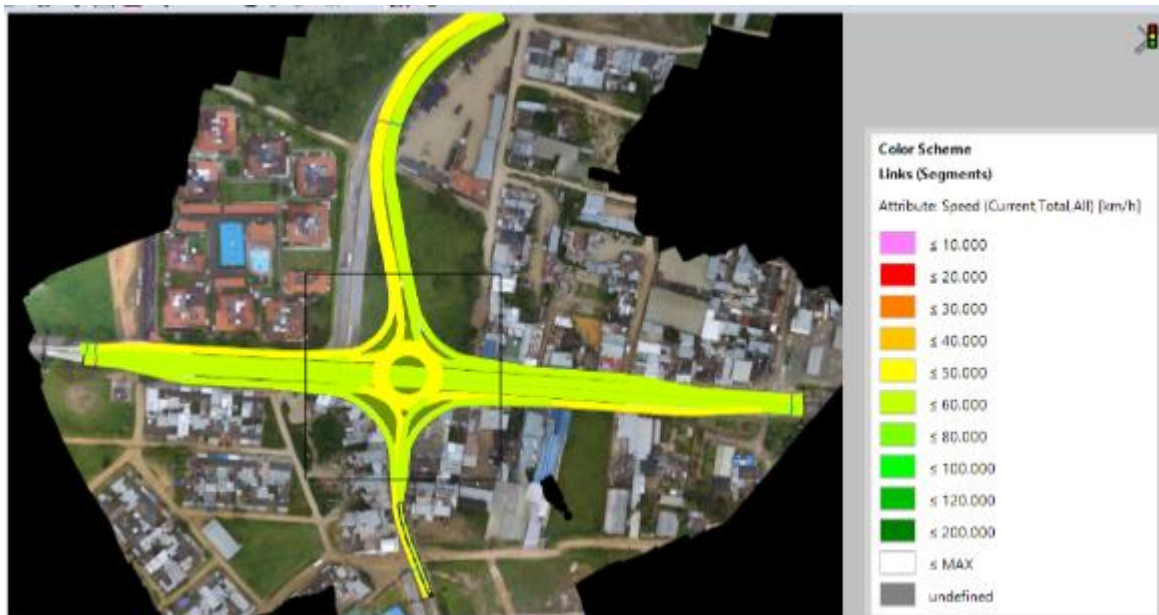 Color Scheme
Links (Segments)
Attribute: Speed (Current,Total,All) [km/h]
≤ 10.000
≤ 20.000
≤ 30.000
≤ 40.000
≤ 50.000
≤ 60.000
≤ 80.000
≤ 100.000
≤ 120.000
≤ 200.000
≤ MAX
undefined